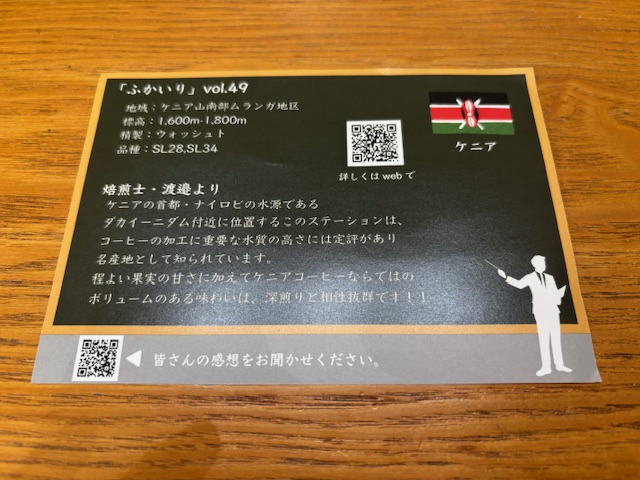 「ふかいり」vol.49
地域：ケニア山南部ムランガ地区
標高：1,600m-1,800m
精製：ウォッシュト
品種：SL28,SL34
詳しくは web で
ケニア
焙煎士・渡邉より
ケニアの首都・ナイロビの水源である
ダカイーニダム付近に位置するこのステーションは、
コーヒーの加工に重要な水質の高さには定評があり
名産地として知られています。
程よい果実の甘さに加えてケニアコーヒーならではの
ボリュームのある味わいは、深煎りと相性抜群です！！
皆さんの感想をお聞かせください。